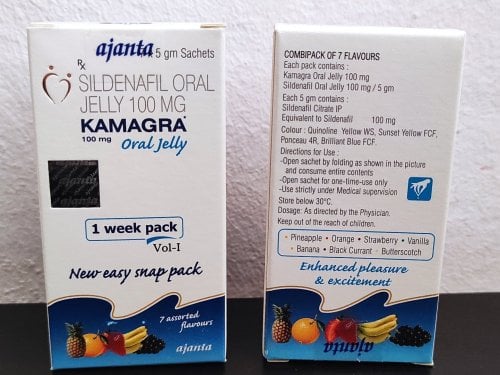 ajanta
7 x 5 gm Sachets
Rx
SILDENAFIL ORAL
JELLY 100 MG
KAMAGRA
100 mg
Oral Jelly
ajanta
1 week pack
Vol-I
New easy snap pack
7 assorted
flavours
ajanta
COMBIPACK OF 7 FLAVOURS
Each pack contains :
Kamagra Oral Jelly 100 mg
Sildenafil Oral Jelly 100 mg / 5 gm
Each 5 gm contains :
Sildenafil Citrate IP
Equivalent to Sildenafil 100 mg
Colour : Quinoline Yellow WS, Sunset Yellow FCF,
Ponceau 4R, Brilliant Blue FCF.
Directions for Use :
-Open sachet by folding as shown in the picture
and consume entire contents
-Open sachet for one-time-use only
-Use strictly under Medical supervision
Store below 30°C.
Dosage: As directed by the Physician.
Keep out of the reach of children.
• Pineapple • Orange • Strawberry • Vanilla
• Banana • Black Currant • Butterscotch
Enhanced pleasure
& excitement
ajanta